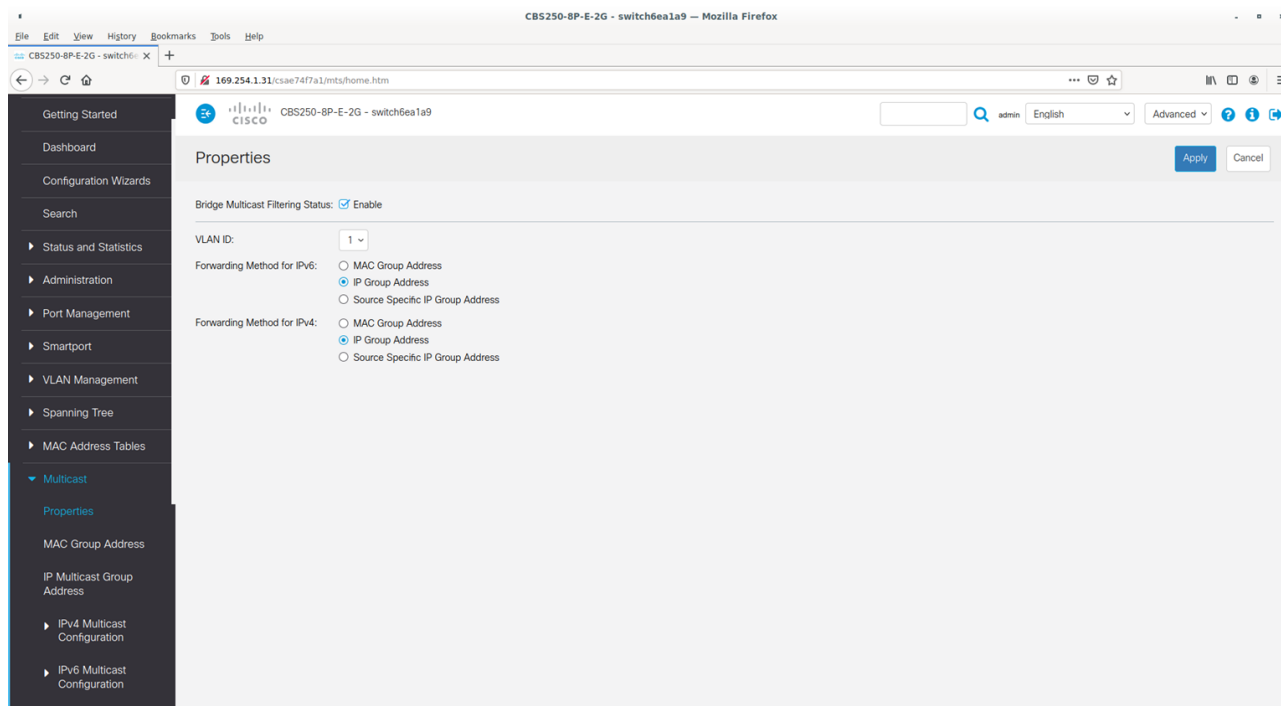 CBS250-8P-E-2G - switch6ea1a9 — Mozilla Firefox
File Edit View History Bookmarks Tools Help
CBS250-8P-E-2G - switch6e
169.254.1.31/csae74f7a1/mts/home.htm
Getting Started
Dashboard
Configuration Wizards
Search
Status and Statistics
Administration
Port Management
Smartport
VLAN Management
Spanning Tree
MAC Address Tables
Multicast
Properties
MAC Group Address
IP Multicast Group
Address
IPv4 Multicast
Configuration
IPv6 Multicast
Configuration
CISCO CBS250-8P-E-2G - switch6ea1a9 admin English Advanced
Properties Apply Cancel
Bridge Multicast Filtering Status: Enable
VLAN ID: 1
Forwarding Method for IPv6: MAC Group Address
IP Group Address
Source Specific IP Group Address
Forwarding Method for IPv4: MAC Group Address
IP Group Address
Source Specific IP Group Address